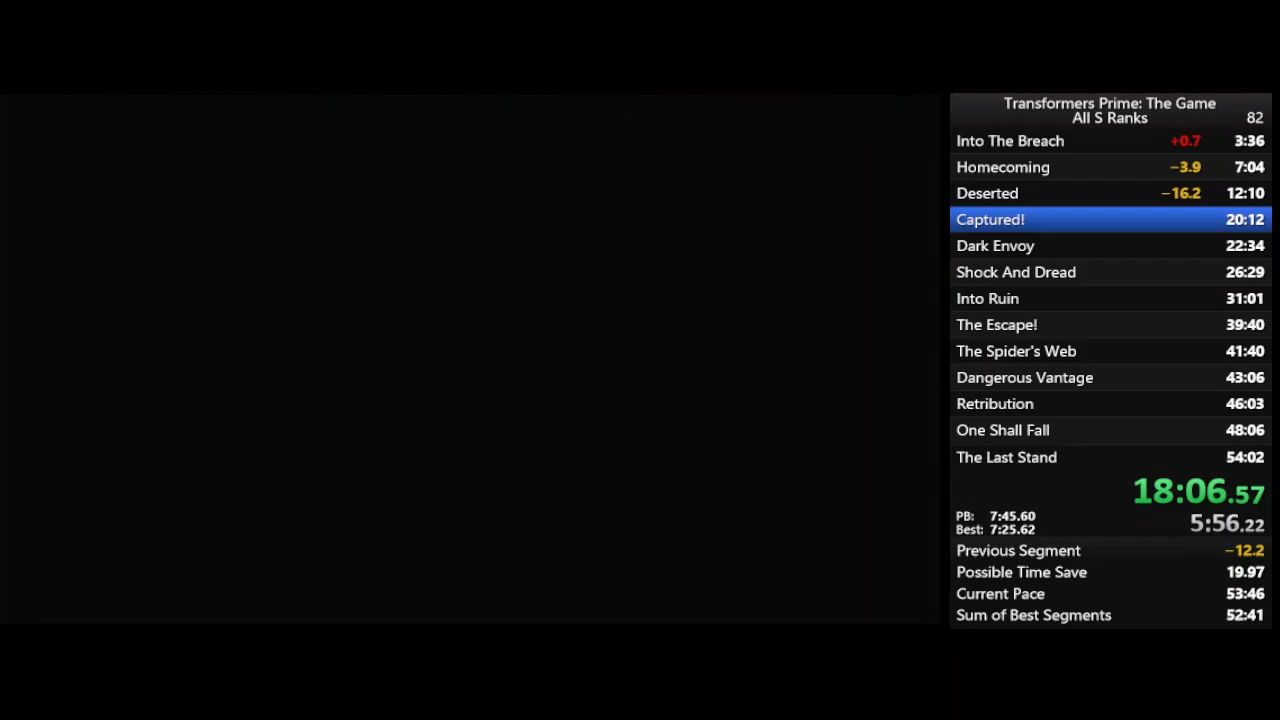 Transformers Prime: The Game
All S Ranks 82
Into The Breach +0.7 3:36
Homecoming −3.9 7:04
Deserted −16.2 12:10
Captured! 20:12
Dark Envoy 22:34
Shock And Dread 26:29
Into Ruin 31:01
The Escape! 39:40
The Spider's Web 41:40
Dangerous Vantage 43:06
Retribution 46:03
One Shall Fall 48:06
The Last Stand 54:02
18:06.57
PB: 7:45.60
Best: 7:25.62
5:56.22
Previous Segment −12.2
Possible Time Save 19.97
Current Pace 53:46
Sum of Best Segments 52:41